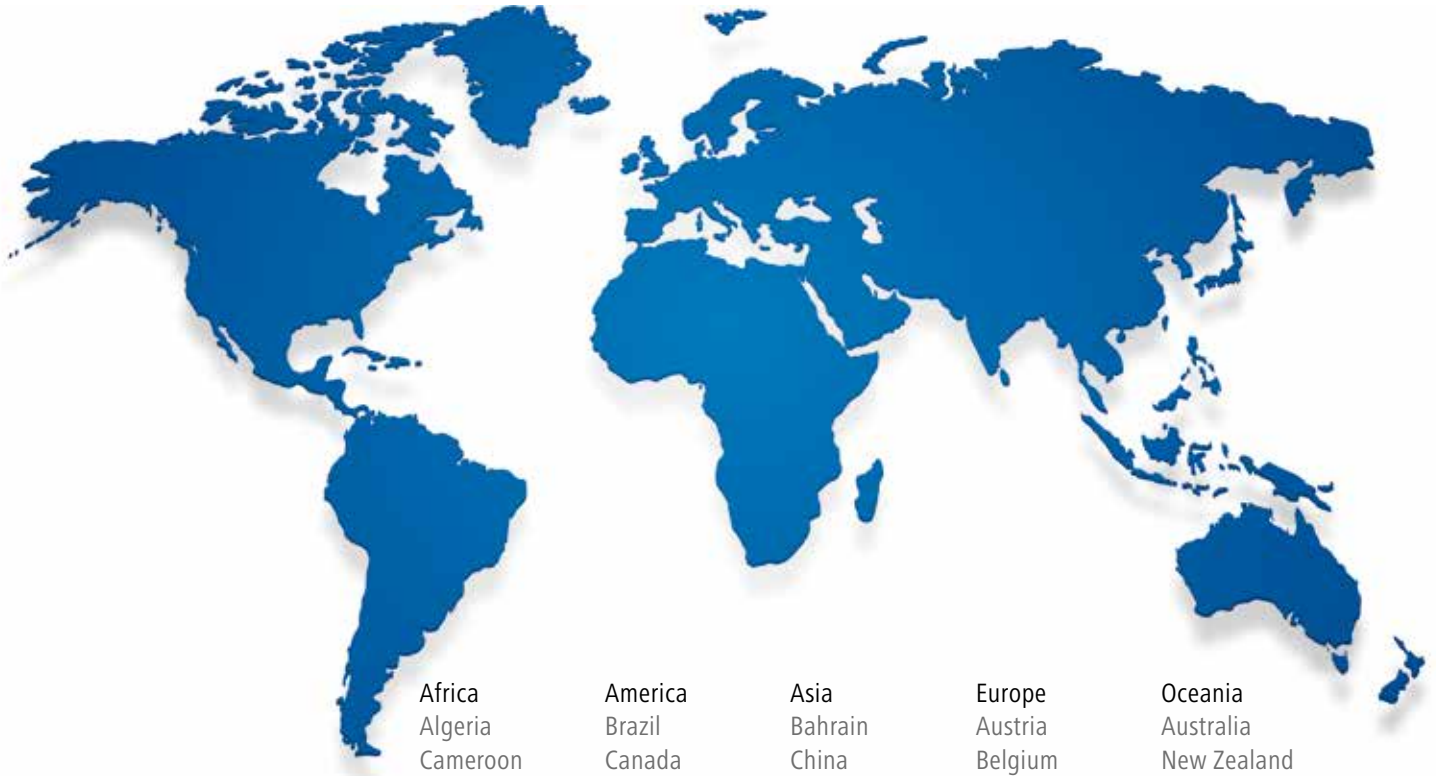 Africa America Asia Europe Oceania
Algeria Brazil Bahrain Austria Australia
Cameroon Canada China Belgium New Zealand